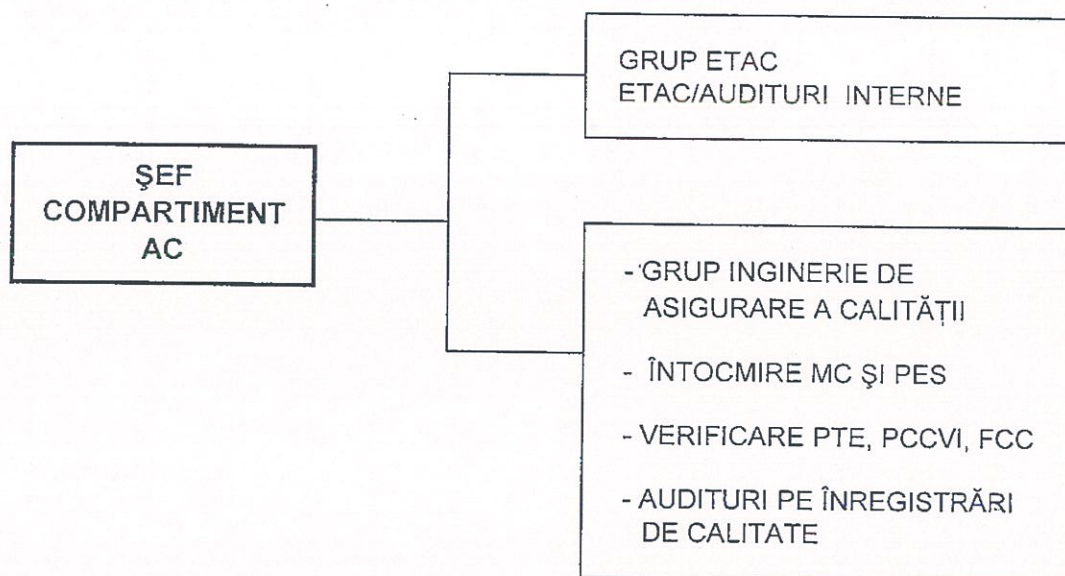 ŞEF
COMPARTIMENT
AC
GRUP ETAC
ETAC/AUDITURI INTERNE
- GRUP INGINERIE DE
ASIGURARE A CALITĂŢII
- ÎNTOCMIRE MC ŞI PES
- VERIFICARE PTE, PCCVI, FCC
- AUDITURI PE ÎNREGISTRĂRI
DE CALITATE